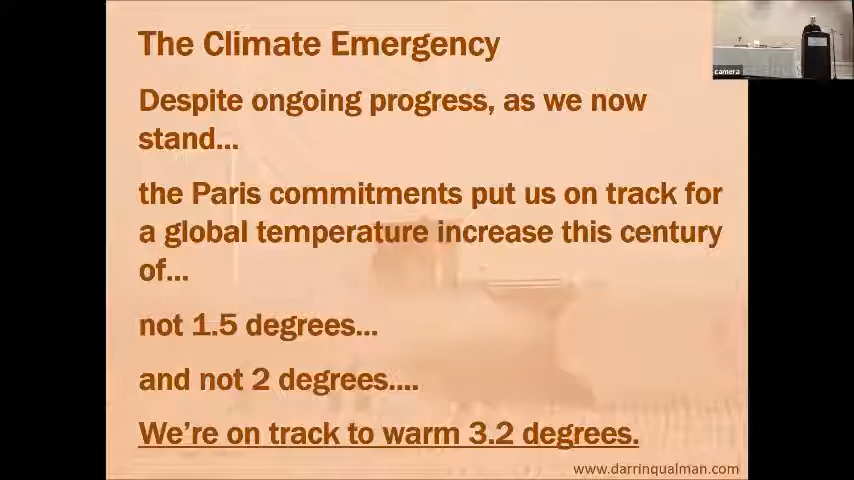 The Climate Emergency
Despite ongoing progress, as we now
stand...
the Paris commitments put us on track for
a global temperature increase this century
of...
not 1.5 degrees...
and not 2 degrees....
We're on track to warm 3.2 degrees.
www.darrinqualman.com
camera